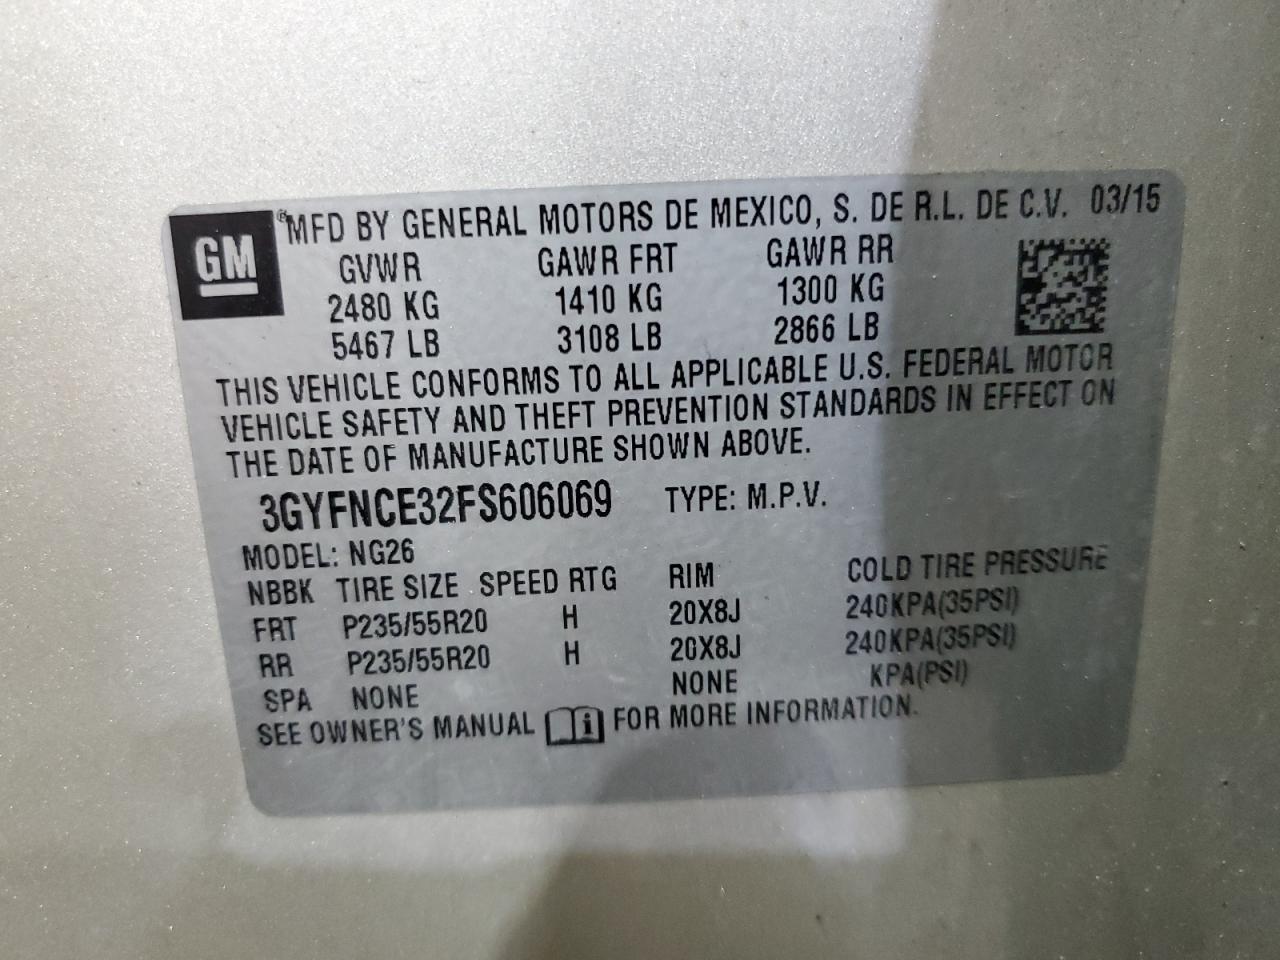 GM ® MFD BY GENERAL MOTORS DE MEXICO, S. DE R.L. DE C.V. 03/15
GVWR GAWR FRT GAWR RR
2480 KG 1410 KG 1300 KG
5467 LB 3108 LB 2866 LB
THIS VEHICLE CONFORMS TO ALL APPLICABLE U.S. FEDERAL MOTOR
VEHICLE SAFETY AND THEFT PREVENTION STANDARDS IN EFFECT ON
THE DATE OF MANUFACTURE SHOWN ABOVE.
3GYFNCE32FS606069 TYPE: M.P.V.
MODEL: NG26
NBBK TIRE SIZE SPEED RTG RIM COLD TIRE PRESSURE
FRT P235/55R20 H 20X8J 240KPA(35PSI)
RR P235/55R20 H 20X8J 240KPA(35PSI)
SPA NONE NONE KPA(PSI)
SEE OWNER'S MANUAL i FOR MORE INFORMATION.